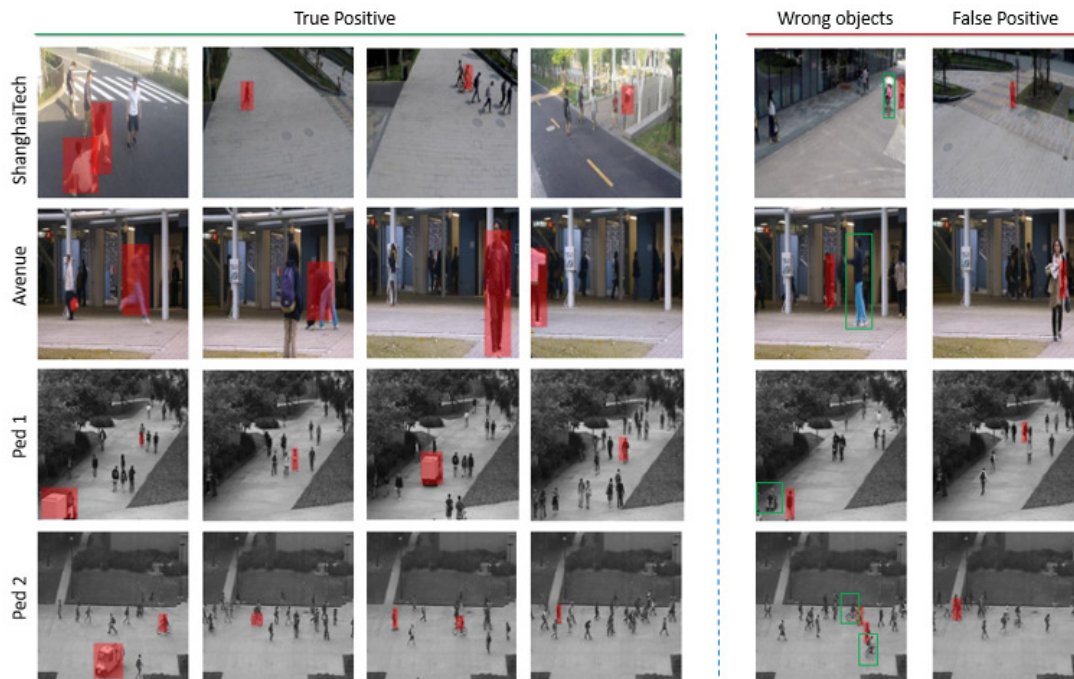 True Positive
Wrong objects
False Positive
ShanghaiTech
Avenue
Ped 1
Ped 2